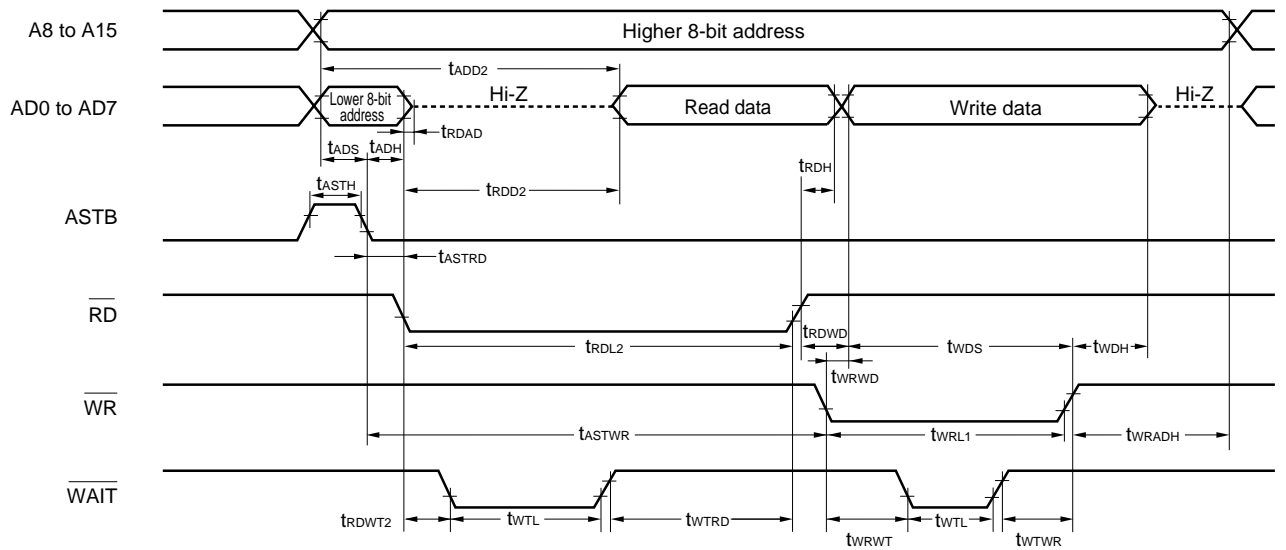 A8 to A15
Higher 8-bit address
tADD2
AD0 to AD7
Lower 8-bit
address
Hi-Z
Read data
Write data
Hi-Z
tRDAD
tADS
tADH
tRDH
tASTH
tRDD2
ASTB
tASTRD
RD
tRDWD
tRDL2
tWDS
tWDH
tWRWD
WR
tASTWR
tWRL1
tWRADH
WAIT
tRDWT2
tWTL
tWTRD
tWRWT
tWTL
tWTWR